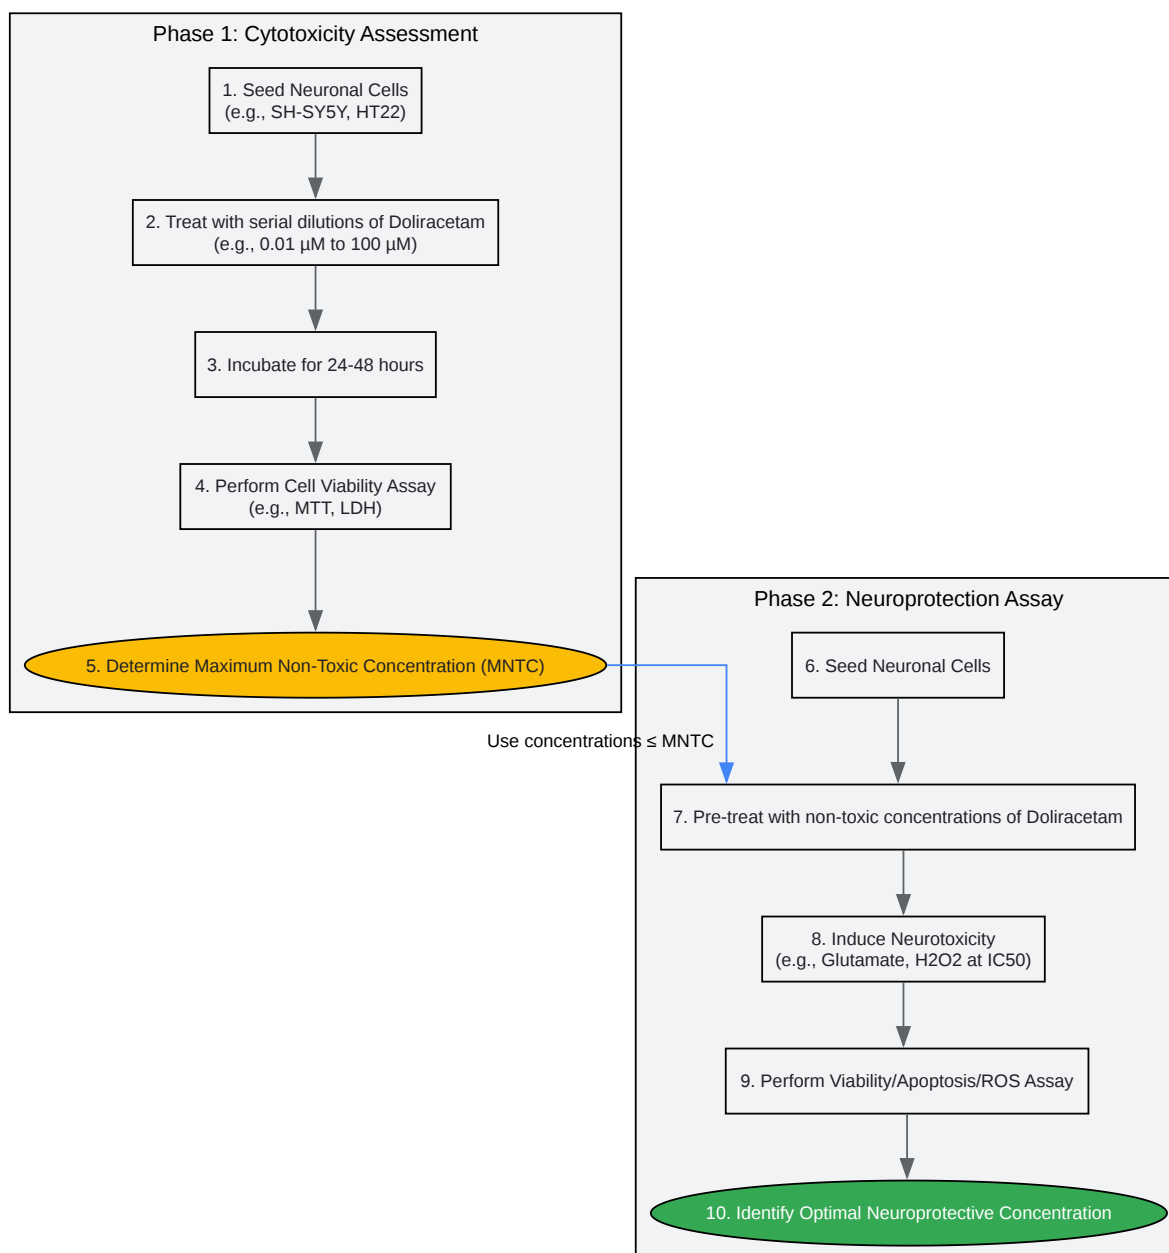 Phase 1: Cytotoxicity Assessment
1. Seed Neuronal Cells
(e.g., SH-SY5Y, HT22)
2. Treat with serial dilutions of Doliracetam
(e.g., 0.01 µM to 100 µM)
3. Incubate for 24-48 hours
4. Perform Cell Viability Assay
(e.g., MTT, LDH)
5. Determine Maximum Non-Toxic Concentration (MNTC)
Use concentrations ≤ MNTC
Phase 2: Neuroprotection Assay
6. Seed Neuronal Cells
7. Pre-treat with non-toxic concentrations of Doliracetam
8. Induce Neurotoxicity
(e.g., Glutamate, H2O2 at IC50)
9. Perform Viability/Apoptosis/ROS Assay
10. Identify Optimal Neuroprotective Concentration